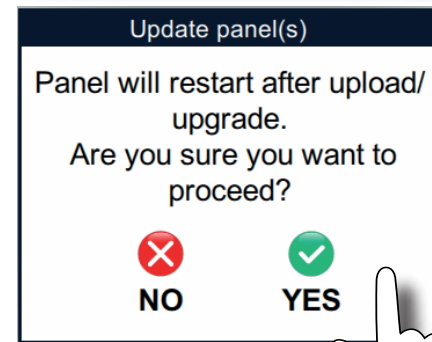 Update panel(s)
Panel will restart after upload/
upgrade.
Are you sure you want to
proceed?
NO YES